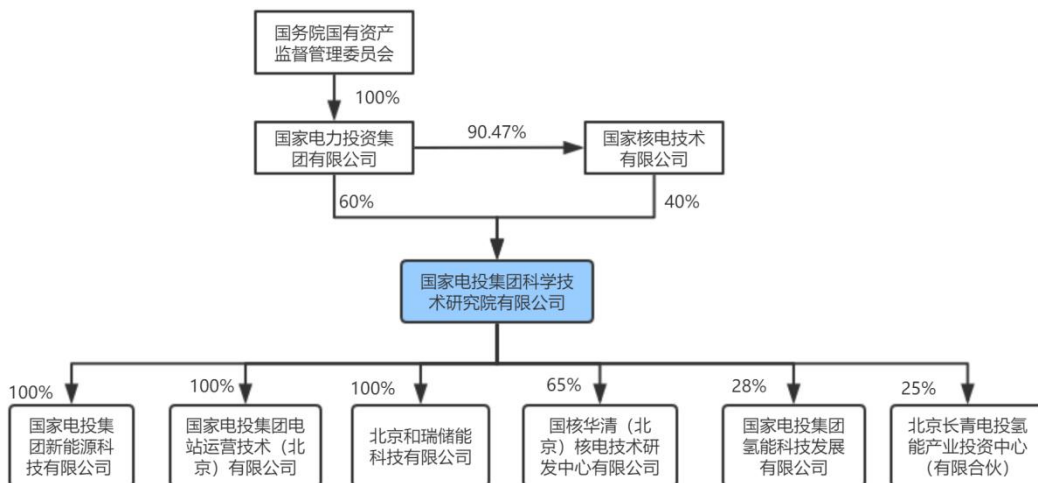 国务院国有资产
监督管理委员会
100%
国家电力投资集
团有限公司
90.47%
国家核电技术
有限公司
60%
40%
国家电投集团科学技
术研究院有限公司
100%
100%
100%
65%
28%
25%
国家电投集
团新能源科
技有限公司
国家电投集团电
站运营技术（北
京）有限公司
北京和瑞储能
科技有限公司
国核华清（北
京）核电技术研
发中心有限公司
国家电投集团
氢能科技发展
有限公司
北京长青电投氢
能产业投资中心
（有限合伙）